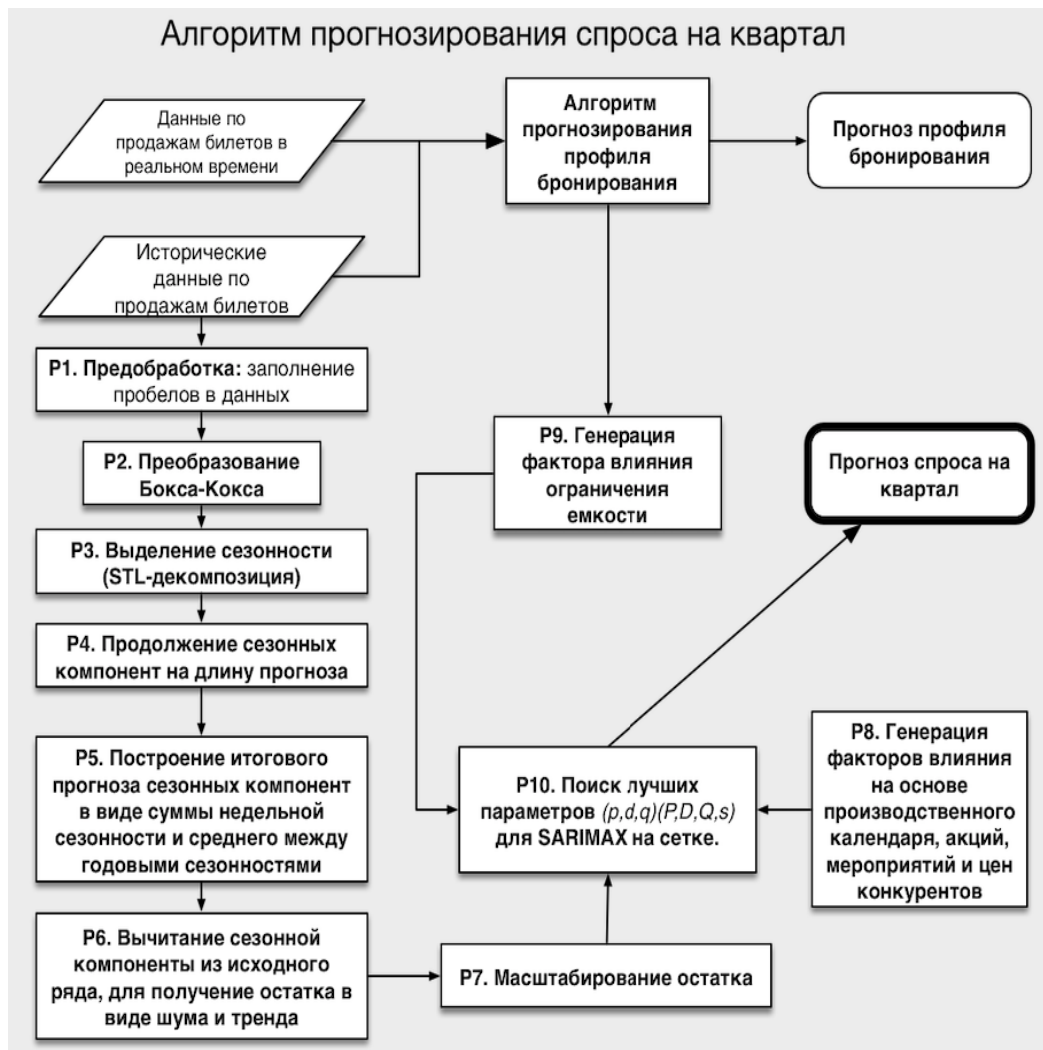 Алгоритм прогнозирования спроса на квартал
Данные по
продажам билетов в
реальном времени
Алгоритм
прогнозирования
профиля
бронирования
Прогноз профиля
бронирования
Исторические
данные по
продажам билетов
P1. Предобработка: заполнение
пробелов в данных
P2. Преобразование
Бокса-Кокса
P3. Выделение сезонности
(STL-декомпозиция)
P4. Продолжение сезонных
компонент на длину прогноза
P5. Построение итогового
прогноза сезонных компонент
в виде суммы недельной
сезонности и среднего между
годовыми сезонностями
P6. Вычитание сезонной
компоненты из исходного
ряда, для получение остатка в
виде шума и тренда
P7. Масштабирование остатка
P9. Генерация
фактора влияния
ограничения
емкости
Прогноз спроса на
квартал
P10. Поиск лучших
параметров (p,d,q)(P,D,Q,s)
для SARIMAX на сетке.
P8. Генерация
факторов влияния
на основе
производственного
календаря, акций,
мероприятий и цен
конкурентов